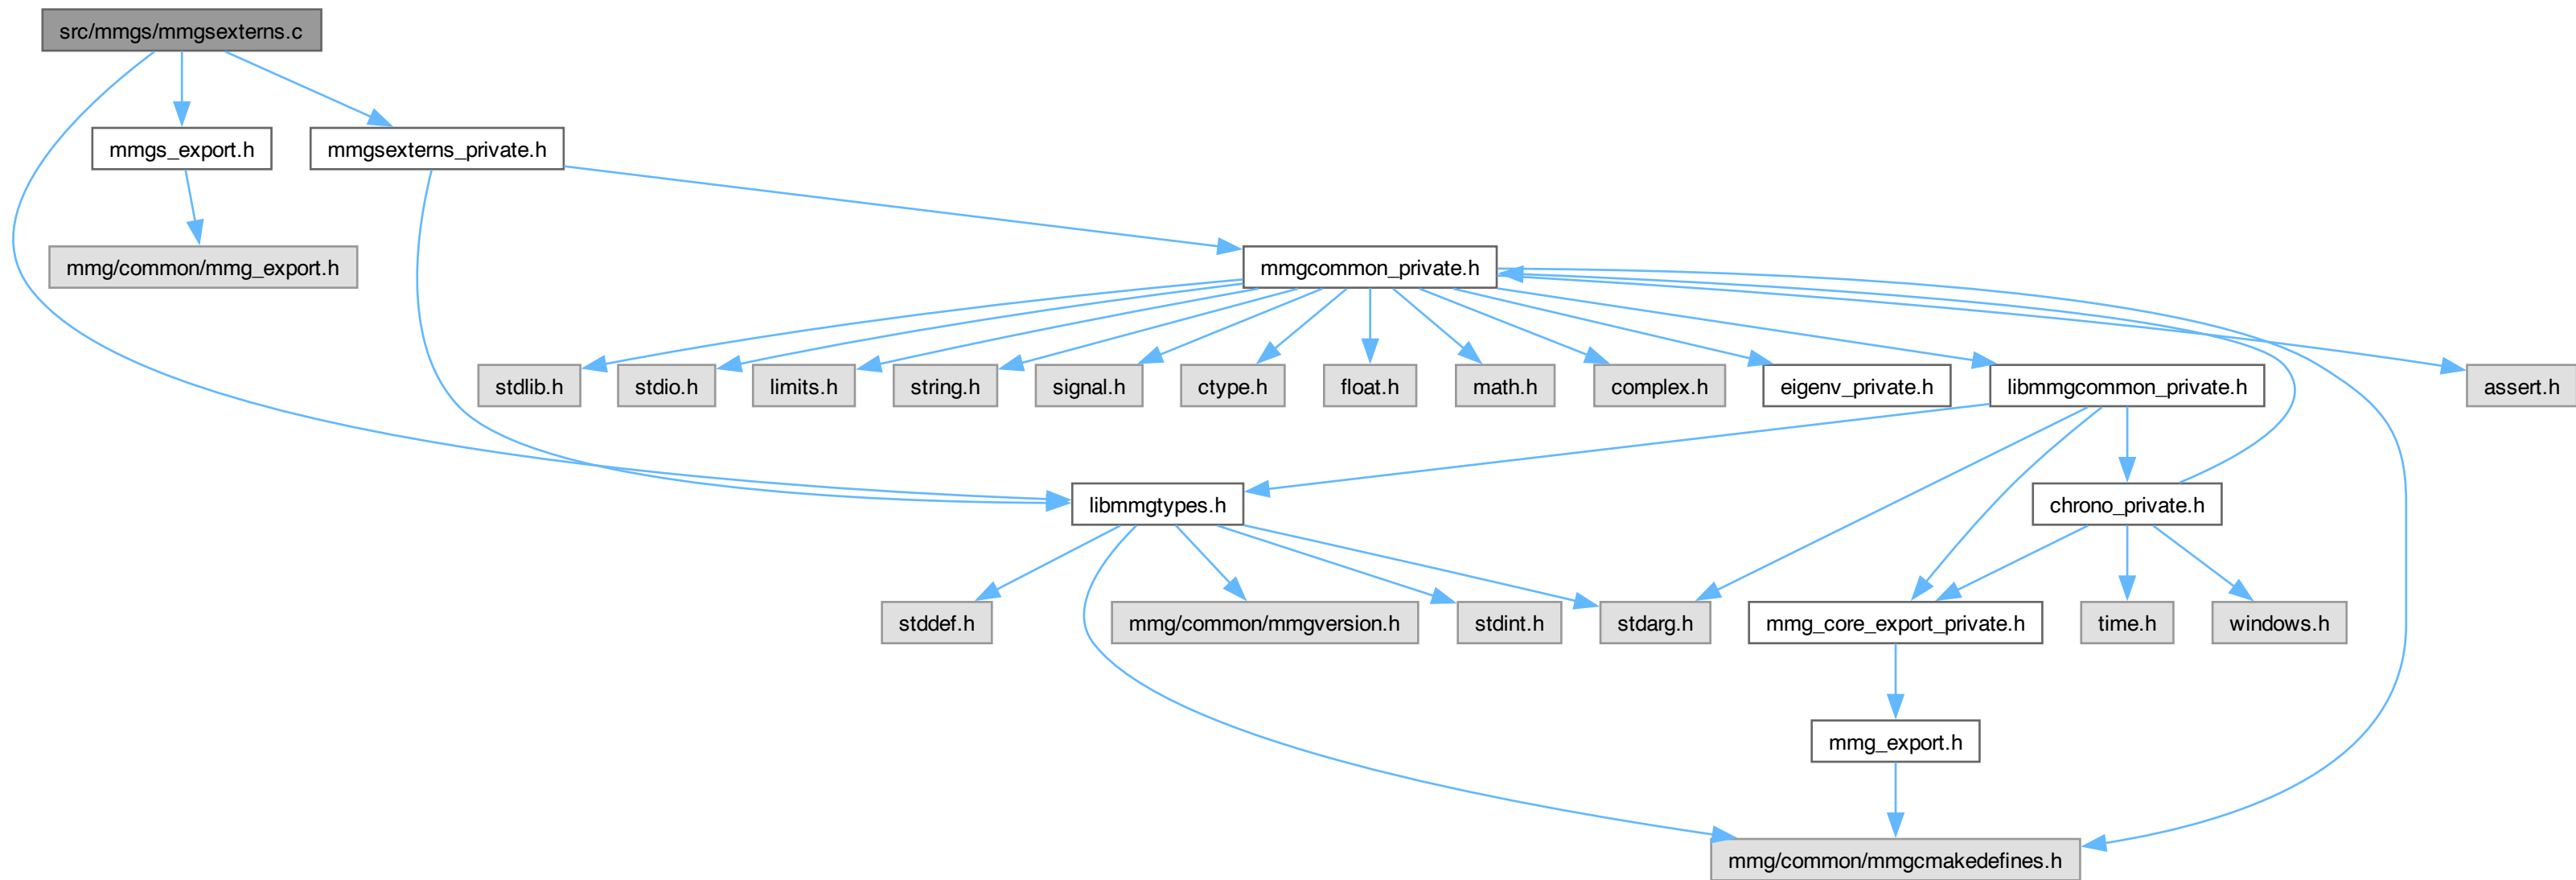 src/mmgs/mmgsexterns.c
mmgs_export.h
mmgsexterns_private.h
mmg/common/mmg_export.h
mmgcommon_private.h
stdlib.h
stdio.h
limits.h
string.h
signal.h
ctype.h
float.h
math.h
complex.h
eigenv_private.h
libmmgcommon_private.h
assert.h
libmmgtypes.h
chrono_private.h
stddef.h
mmg/common/mmgversion.h
stdint.h
stdarg.h
mmg_core_export_private.h
time.h
windows.h
mmg_export.h
mmg/common/mmgcmakedefines.h